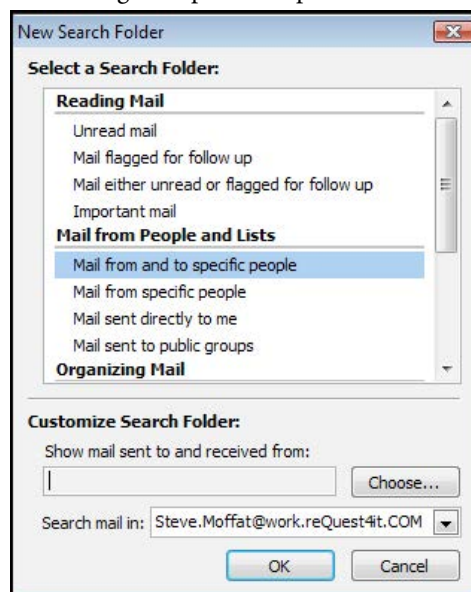 New Search Folder
Select a Search Folder:
Reading Mail
Unread mail
Mail flagged for follow up
Mail either unread or flagged for follow up
Important mail
Mail from People and Lists
Mail from and to specific people
Mail from specific people
Mail sent directly to me
Mail sent to public groups
Organizing Mail
Customize Search Folder:
Show mail sent to and received from:
Choose...
Search mail in: Steve.Moffat@work.reQuest4it.COM
OK Cancel